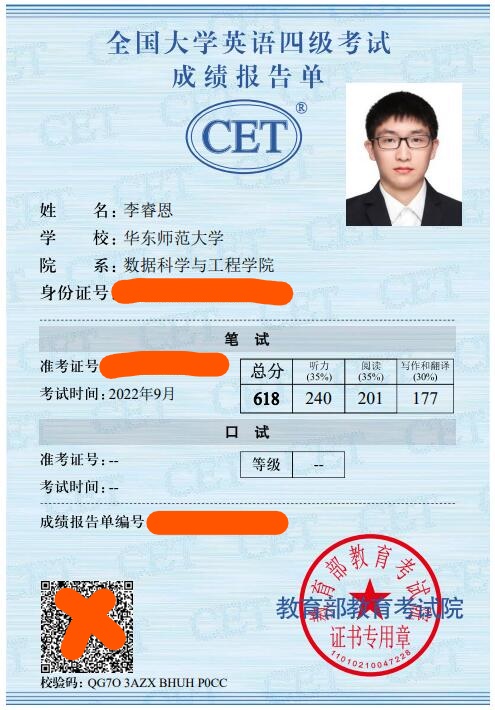 全国大学英语四级考试
成绩报告单
CET®
姓 名：李睿恩
学 校：华东师范大学
院 系：数据科学与工程学院
身份证号：
笔 试
准考证号
考试时间：2022年9月
总分 听力(35%) 阅读(35%) 写作和翻译(30%)
618 240 201 177
口 试
准考证号：--
考试时间：--
等级 --
成绩报告单编号
教育部教育考试院
教育部教育考试院
证书专用章
11010210047228
校验码：QG7O 3AZX BHUH P0CC